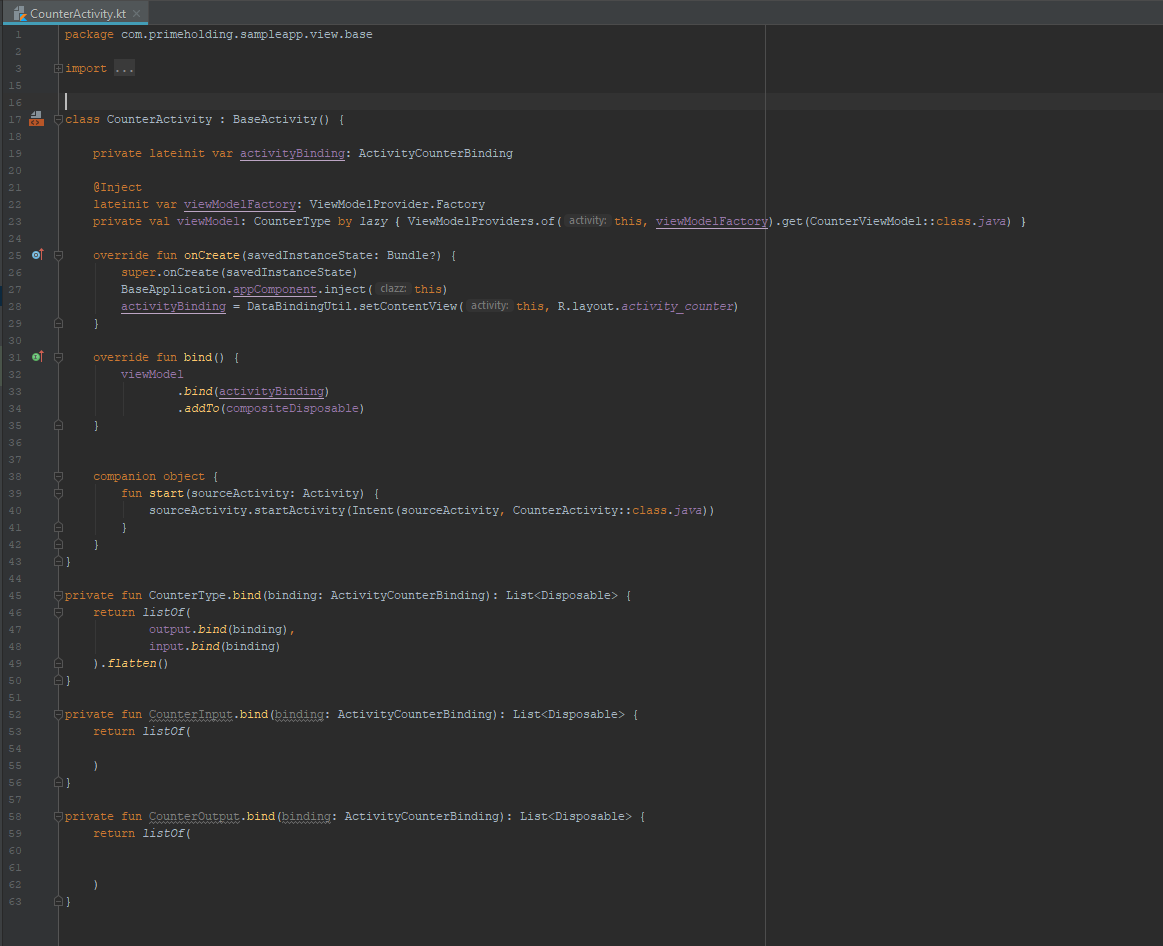 CounterActivity.kt
1 package com.primeholding.sampleapp.view.base
2
3 import ...
15
16
17 class CounterActivity : BaseActivity() {
18
19 private lateinit var activityBinding: ActivityCounterBinding
20
21 @Inject
22 lateinit var viewModelFactory: ViewModelProvider.Factory
23 private val viewModel: CounterType by lazy { ViewModelProviders.of( activity: this, viewModelFactory).get(CounterViewModel::class.java) }
24
25 override fun onCreate(savedInstanceState: Bundle?) {
26 super.onCreate(savedInstanceState)
27 BaseApplication.appComponent.inject( clazz: this)
28 activityBinding = DataBindingUtil.setContentView( activity: this, R.layout.activity_counter)
29 }
30
31 override fun bind() {
32 viewModel
33 .bind(activityBinding)
34 .addTo(compositeDisposable)
35 }
36
37
38 companion object {
39 fun start(sourceActivity: Activity) {
40 sourceActivity.startActivity(Intent(sourceActivity, CounterActivity::class.java))
41 }
42 }
43 }
44
45 private fun CounterType.bind(binding: ActivityCounterBinding): List<Disposable> {
46 return listOf(
47 output.bind(binding),
48 input.bind(binding)
49 ).flatten()
50 }
51
52 private fun CounterInput.bind(binding: ActivityCounterBinding): List<Disposable> {
53 return listOf(
54
55 )
56 }
57
58 private fun CounterOutput.bind(binding: ActivityCounterBinding): List<Disposable> {
59 return listOf(
60
61
62 )
63 }